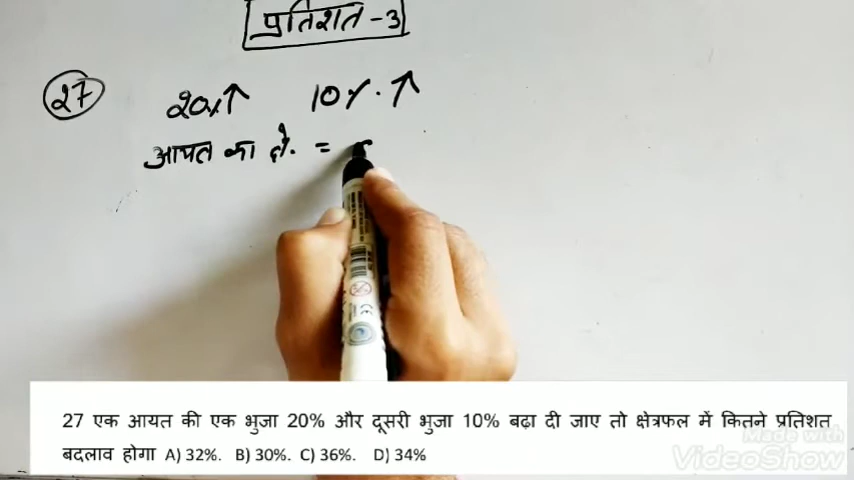 प्रतिशत-3
27 20%↑ 10%.↑
आयत का क्षे. =
27 एक आयत की एक भुजा 20% और दूसरी भुजा 10% बढ़ा दी जाए तो क्षेत्रफल में कितने प्रतिशत
बदलाव होगा A) 32%. B) 30%. C) 36%. D) 34%
Made with
VideoShow